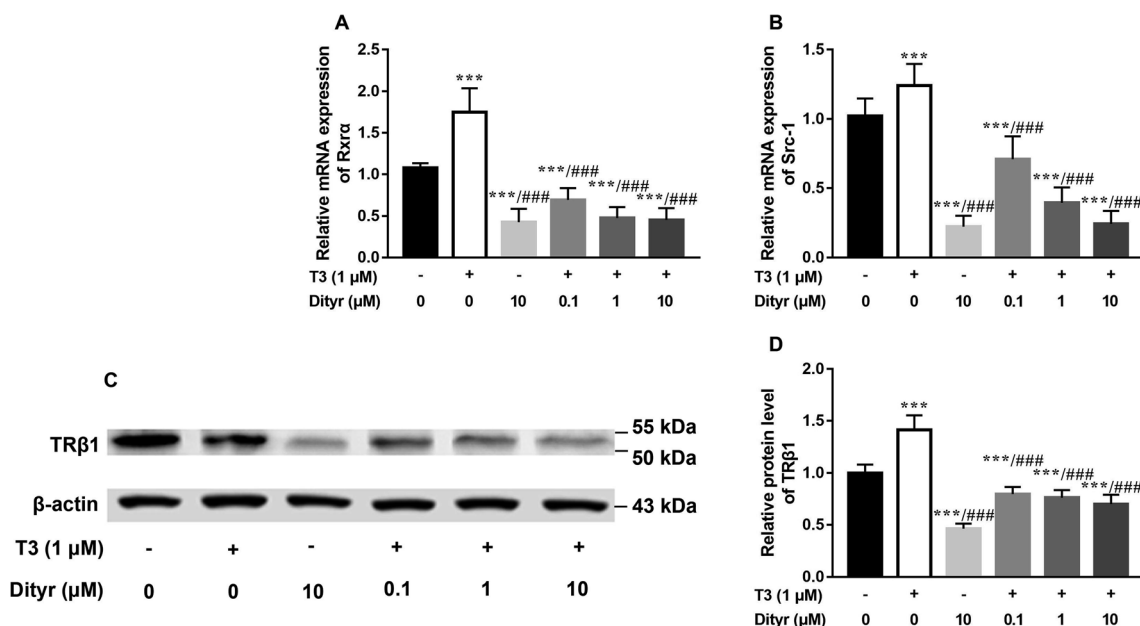 A
Relative mRNA expression
of Rxrα
2.5
2.0
1.5
1.0
0.5
0.0
***
***/###
***/###
***/###
***/###
T3 (1 μM) - + - + + +
Dityr (μM) 0 0 10 0.1 1 10
B
Relative mRNA expression
of Src-1
1.5
1.0
0.5
0.0
***
***/###
***/###
***/###
***/###
T3 (1 μM) - + - + + +
Dityr (μM) 0 0 10 0.1 1 10
C
TRβ1
55 kDa
50 kDa
β-actin
43 kDa
T3 (1 μM) - + - + + +
Dityr (μM) 0 0 10 0.1 1 10
D
Relative protein level
of TRβ1
2.0
1.5
1.0
0.5
0.0
***
***/###
***/###
***/###
***/###
T3 (1 μM) - + - + + +
Dityr (μM) 0 0 10 0.1 1 10